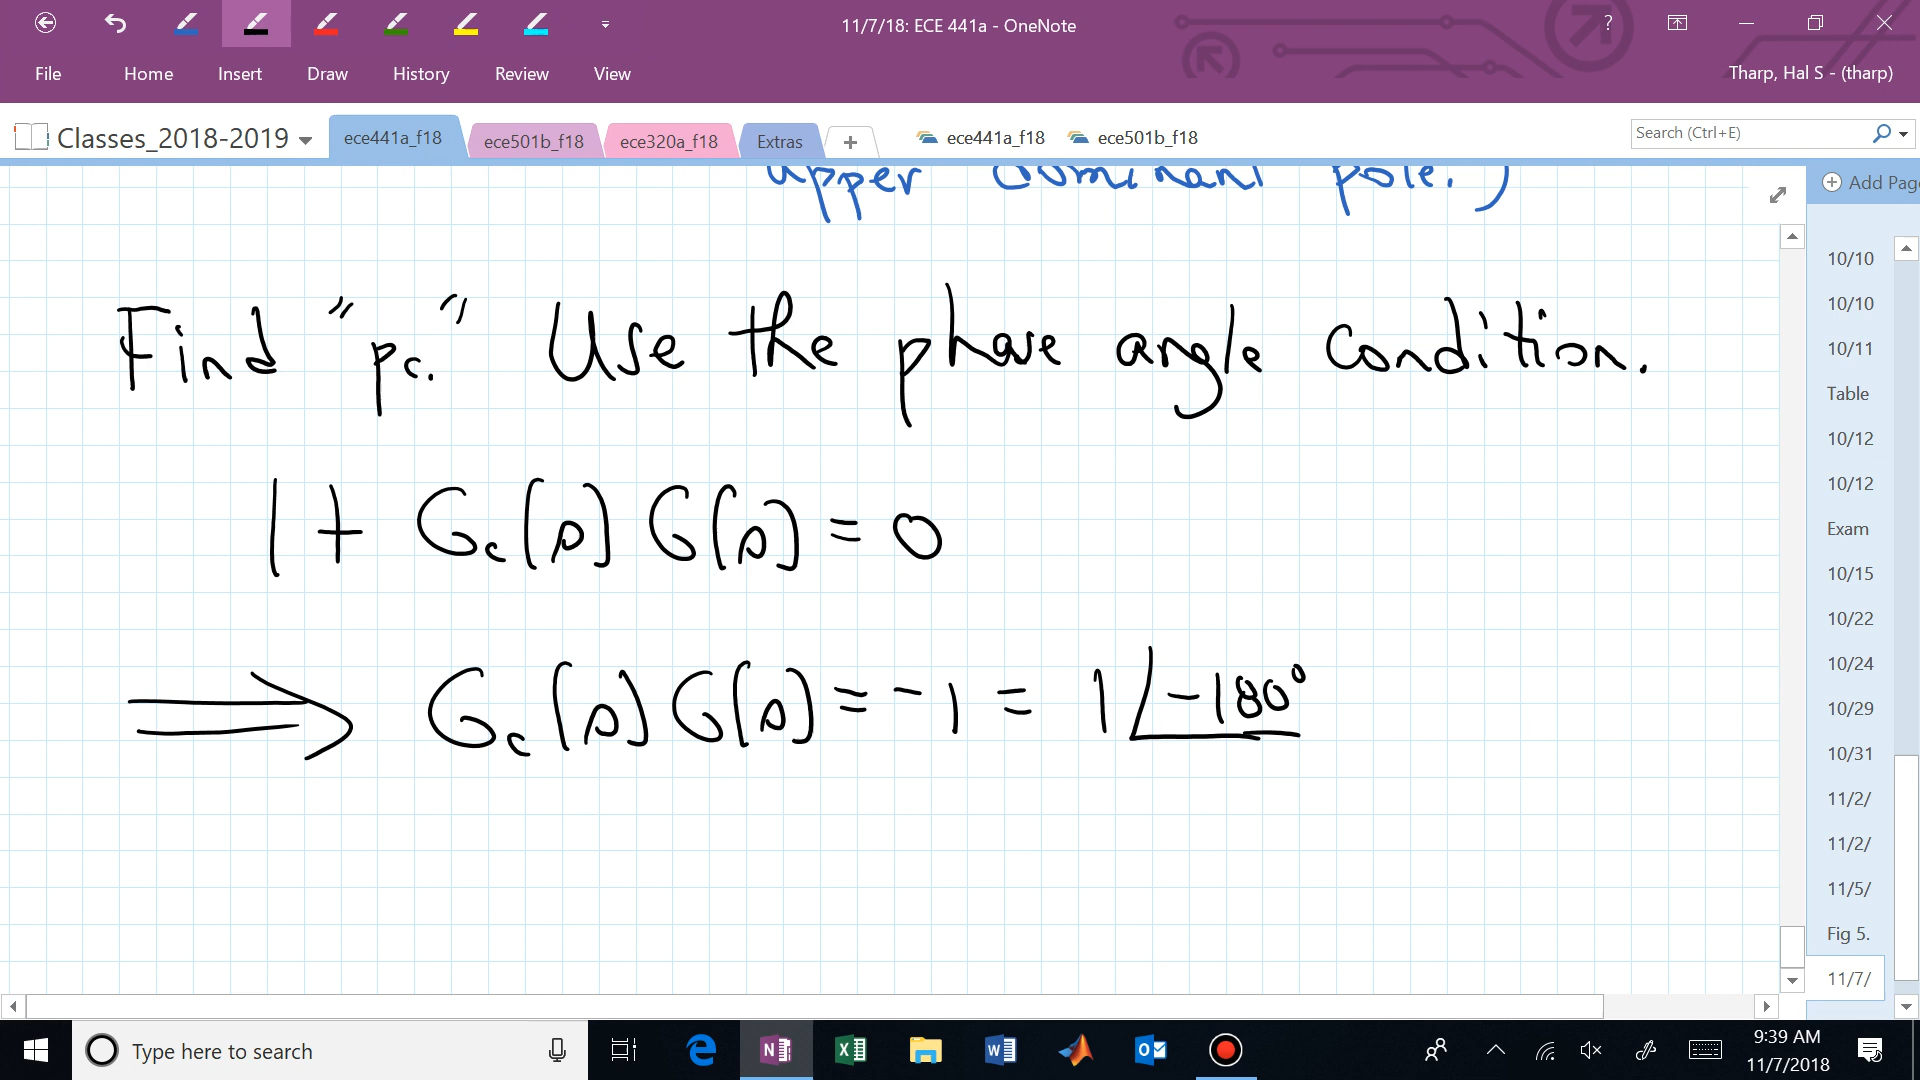 11/7/18: ECE 441a - OneNote
?
File Home Insert Draw History Review View
Tharp, Hal S - (tharp)
Classes_2018-2019 ece441a_f18 ece501b_f18 ece320a_f18 Extras + ece441a_f18 ece501b_f18
Search (Ctrl+E)
Add Page
upper dominant pole.)
Find "pc." Use the phase angle condition.
1 + Gc(s) G(s) = 0
⟹ Gc(s) G(s) = -1 = 1∠-180°
10/10
10/10
10/11
Table
10/12
10/12
Exam
10/15
10/22
10/24
10/29
10/31
11/2/
11/2/
11/5/
Fig 5.
11/7/
Type here to search
9:39 AM
11/7/2018